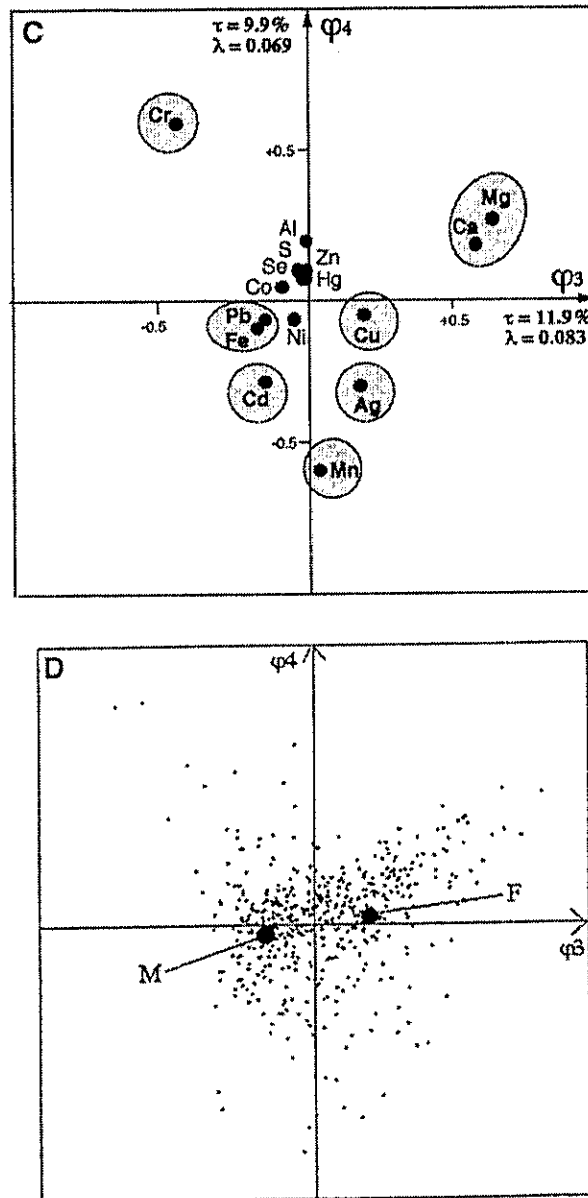 C
τ = 9.9%
λ = 0.069
φ4
Cr
+0.5
Mg
Ca
Al
S
Zn
Se
Hg
Co
φ3
-0.5
+0.5
τ = 11.9%
λ = 0.083
Pb
Ni
Cu
Fe
Cd
Ag
-0.5
Mn
D
φ4
F
φ3
M